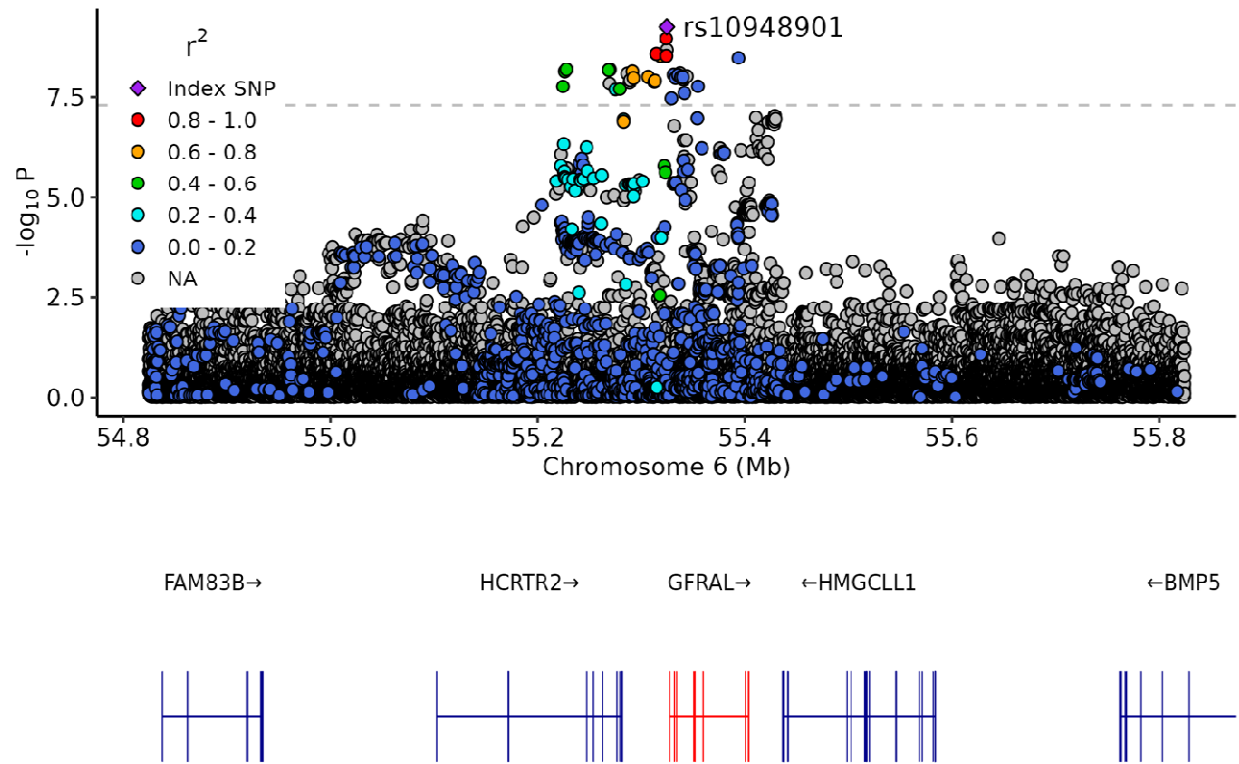 rs10948901
r2
Index SNP
0.8 - 1.0
0.6 - 0.8
0.4 - 0.6
0.2 - 0.4
0.0 - 0.2
NA
-log10 P
7.5
5.0
2.5
0.0
54.8 55.0 55.2 55.4 55.6 55.8
Chromosome 6 (Mb)
FAM83B→ HCRTR2→ GFRAL→ ←HMGCLL1 ←BMP5